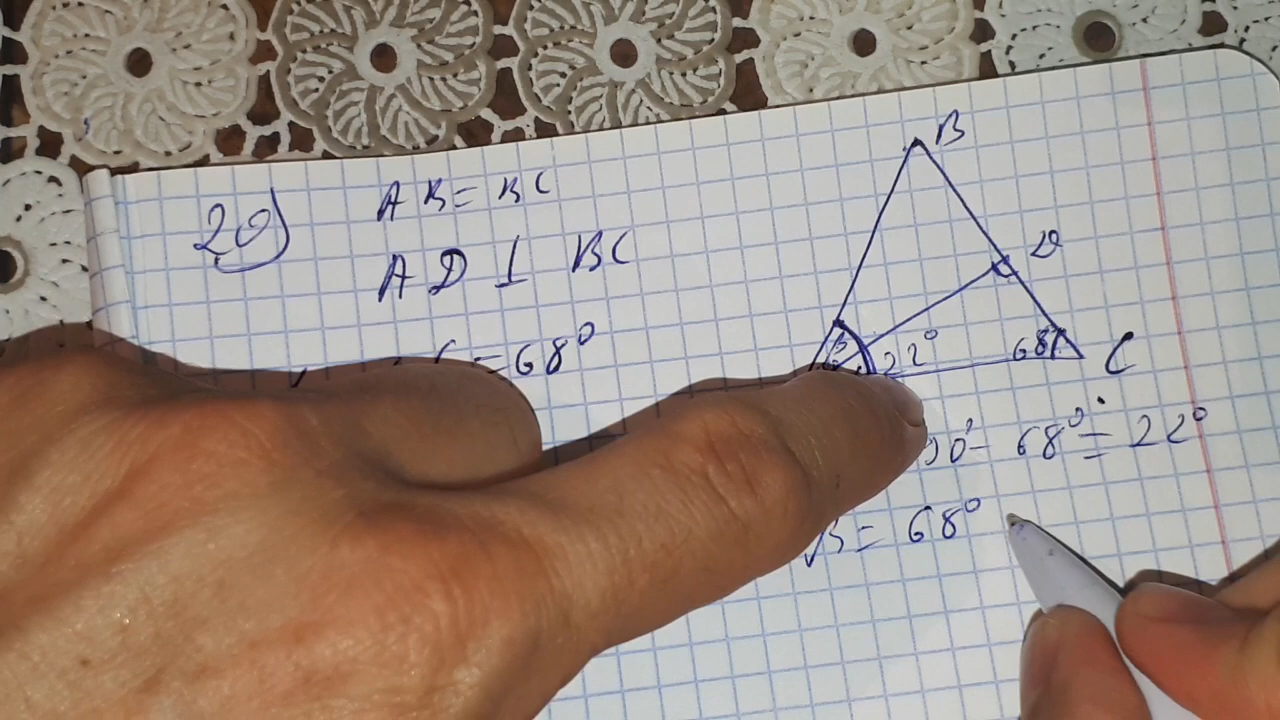 20)
AB = BC
AD ⊥ BC
C = 68°
B
D
β
22°
68°
C
90° - 68° = 22°
β = 68°